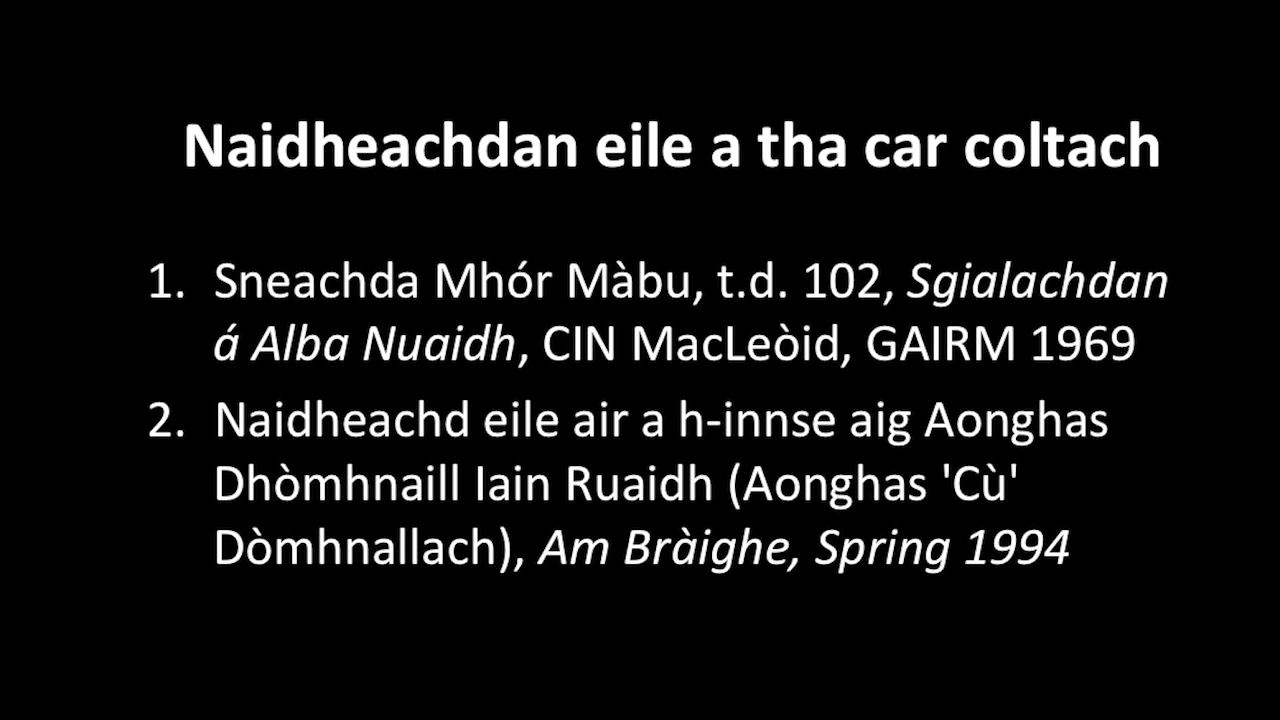 Naidheachdan eile a tha car coltach
1. Sneachda Mhór Màbu, t.d. 102, Sgialachdan
á Alba Nuaidh, CIN MacLeòid, GAIRM 1969
2. Naidheachd eile air a h-innse aig Aonghas
Dhòmhnaill Iain Ruaidh (Aonghas 'Cù'
Dòmhnallach), Am Bràighe, Spring 1994